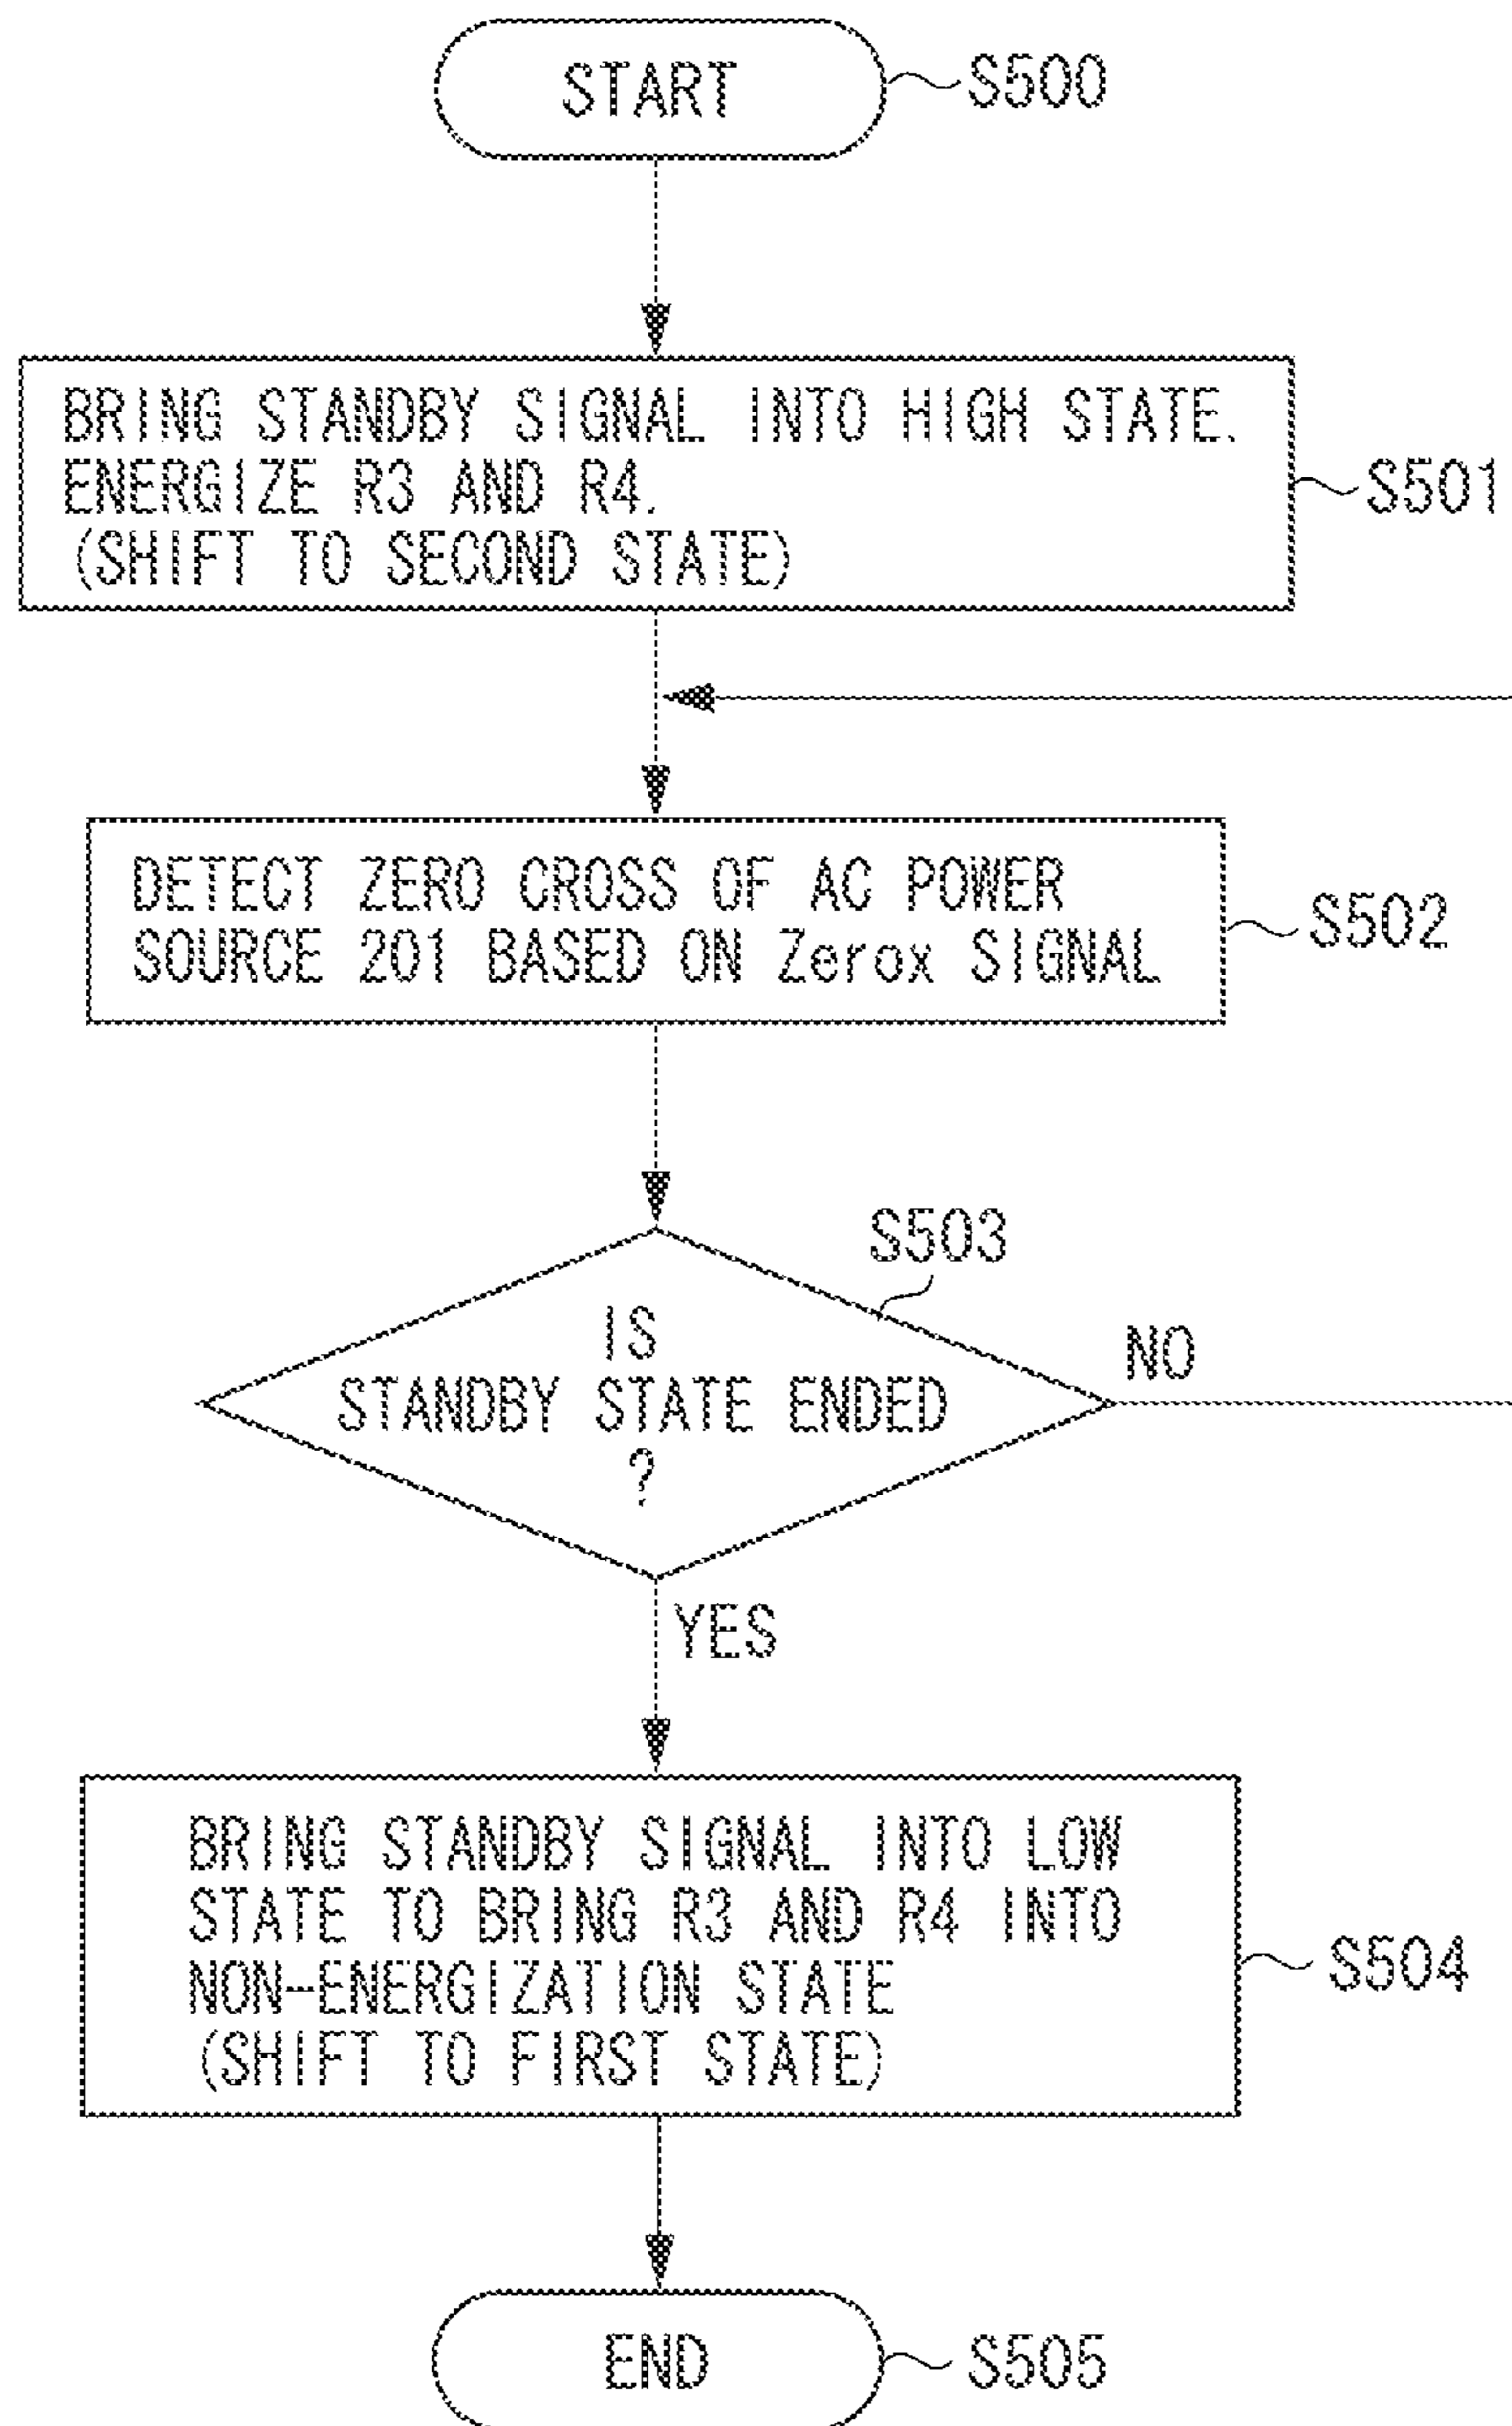 START
S500
BRING STANDBY SIGNAL INTO HIGH STATE.
ENERGIZE R3 AND R4.
(SHIFT TO SECOND STATE)
S501
DETECT ZERO CROSS OF AC POWER
SOURCE 201 BASED ON Zerox SIGNAL
S502
S503
IS
STANDBY STATE ENDED
?
NO
YES
BRING STANDBY SIGNAL INTO LOW
STATE TO BRING R3 AND R4 INTO
NON-ENERGIZATION STATE
(SHIFT TO FIRST STATE)
S504
END
S505